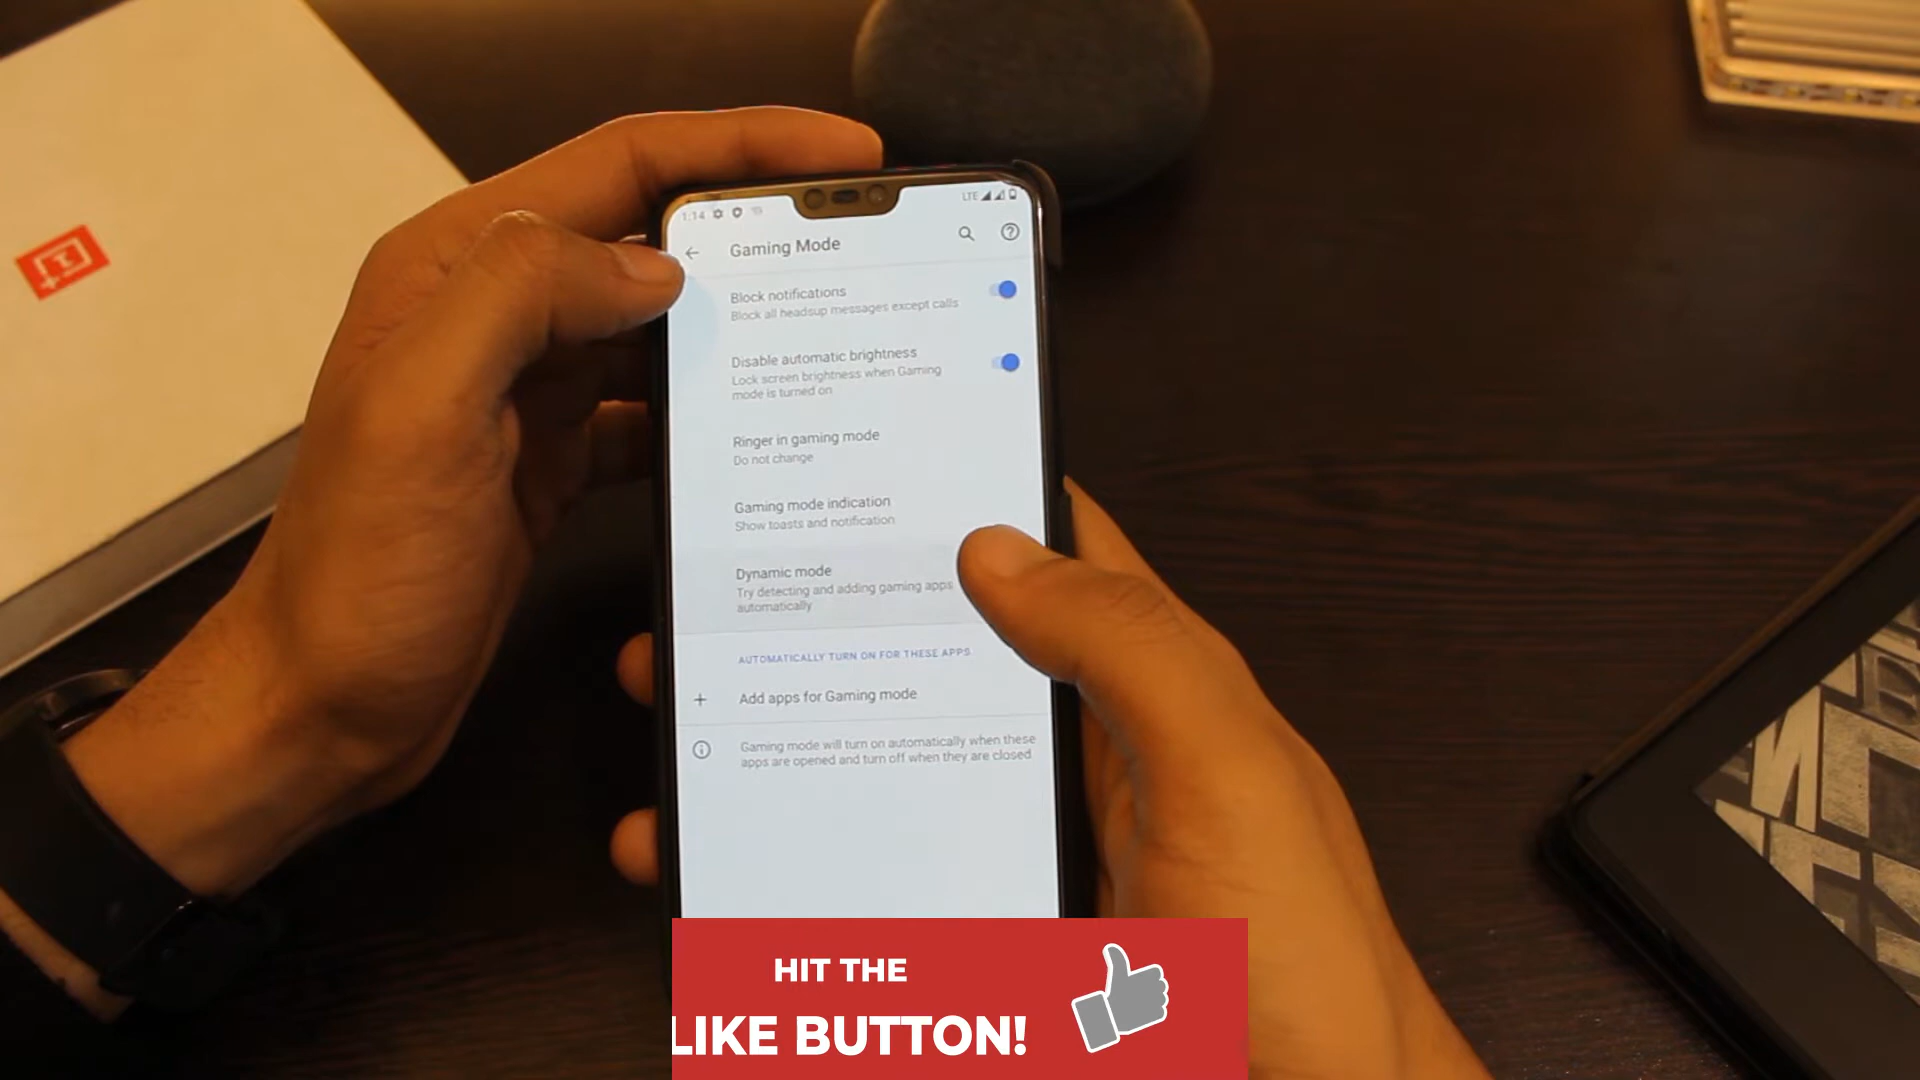 1:14
LTE
Gaming Mode
Block notifications
Block all headsup messages except calls
Disable automatic brightness
Lock screen brightness when Gaming
mode is turned on
Ringer in gaming mode
Do not change
Gaming mode indication
Show toasts and notification
Dynamic mode
Try detecting and adding gaming apps
automatically
AUTOMATICALLY TURN ON FOR THESE APPS
+ Add apps for Gaming mode
Gaming mode will turn on automatically when these
apps are opened and turn off when they are closed
HIT THE
LIKE BUTTON!